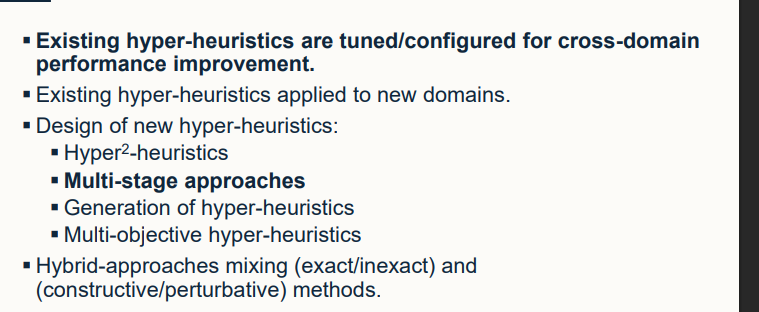 ▪ Existing hyper-heuristics are tuned/configured for cross-domain
performance improvement.
▪ Existing hyper-heuristics applied to new domains.
▪ Design of new hyper-heuristics:
▪ Hyper²-heuristics
▪ Multi-stage approaches
▪ Generation of hyper-heuristics
▪ Multi-objective hyper-heuristics
▪ Hybrid-approaches mixing (exact/inexact) and
(constructive/perturbative) methods.